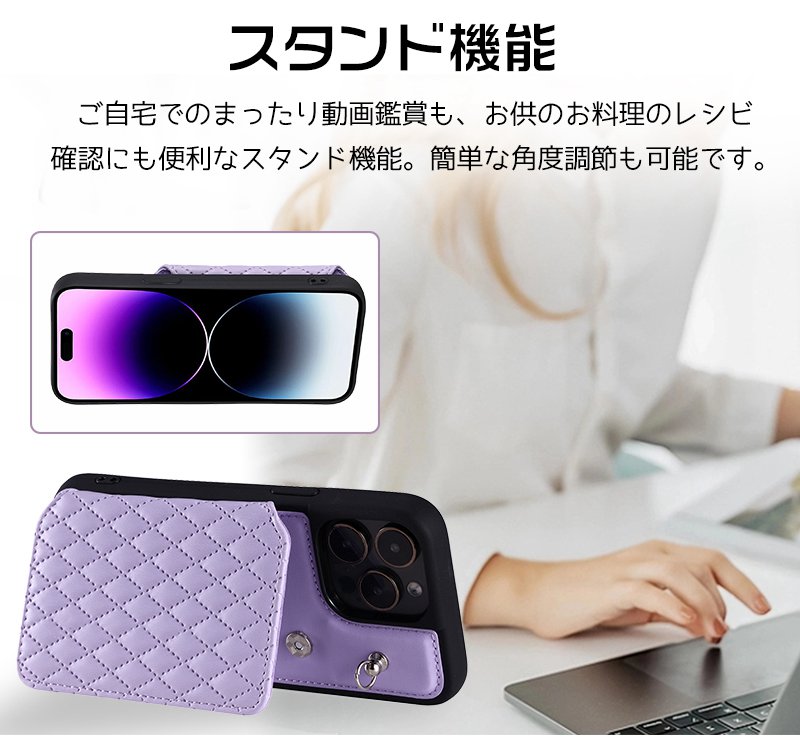 スタンド機能
ご自宅でのまったり動画鑑賞も、お供のお料理のレシピ
確認にも便利なスタンド機能。簡単な角度調節も可能です。